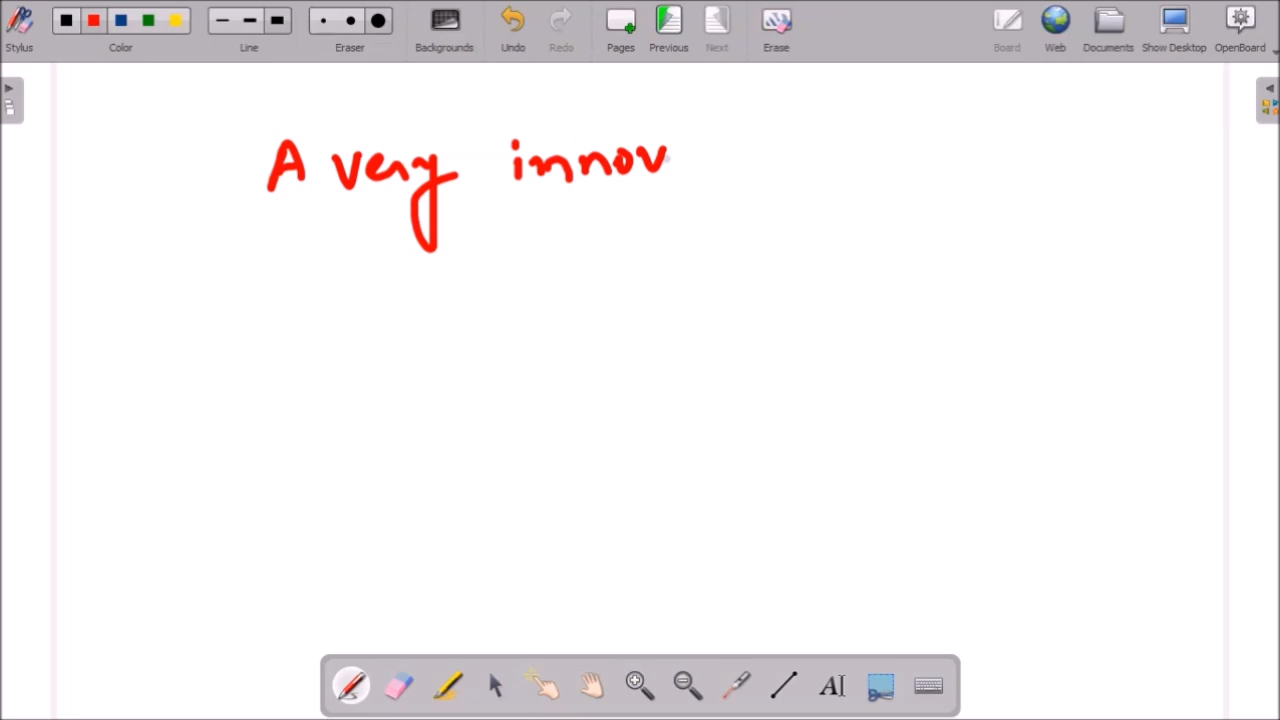 Stylus Color Line Eraser Backgrounds Undo Redo Pages Previous Next Erase Board Web Documents Show Desktop OpenBoard
A very innov
AI